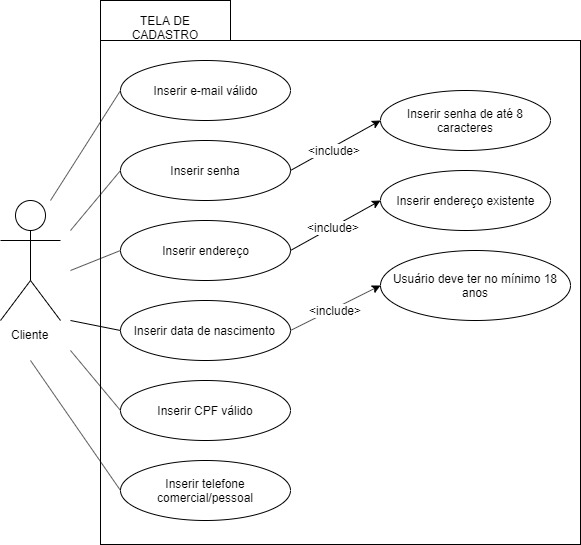 TELA DE
CADASTRO
Inserir e-mail válido
Inserir senha de até 8
caracteres
<include>
Inserir senha
Inserir endereço existente
<include>
Inserir endereço
Usuário deve ter no mínimo 18
anos
<include>
Cliente
Inserir data de nascimento
Inserir CPF válido
Inserir telefone
comercial/pessoal